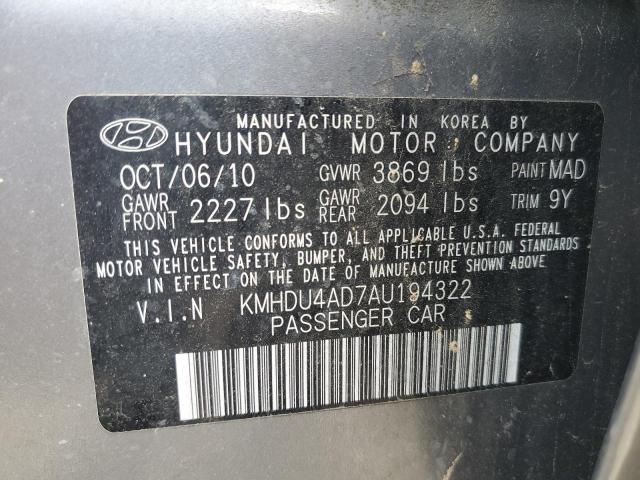 MANUFACTURED IN KOREA BY
HYUNDAI MOTOR COMPANY
OCT/06/10 GVWR 3869 lbs PAINT MAD
GAWR FRONT 2227 lbs GAWR REAR 2094 lbs TRIM 9Y
THIS VEHICLE CONFORMS TO ALL APPLICABLE U.S.A. FEDERAL
MOTOR VEHICLE SAFETY, BUMPER, AND THEFT PREVENTION STANDARDS
IN EFFECT ON THE DATE OF MANUFACTURE SHOWN ABOVE.
V.I.N KMHDU4AD7AU194322
PASSENGER CAR